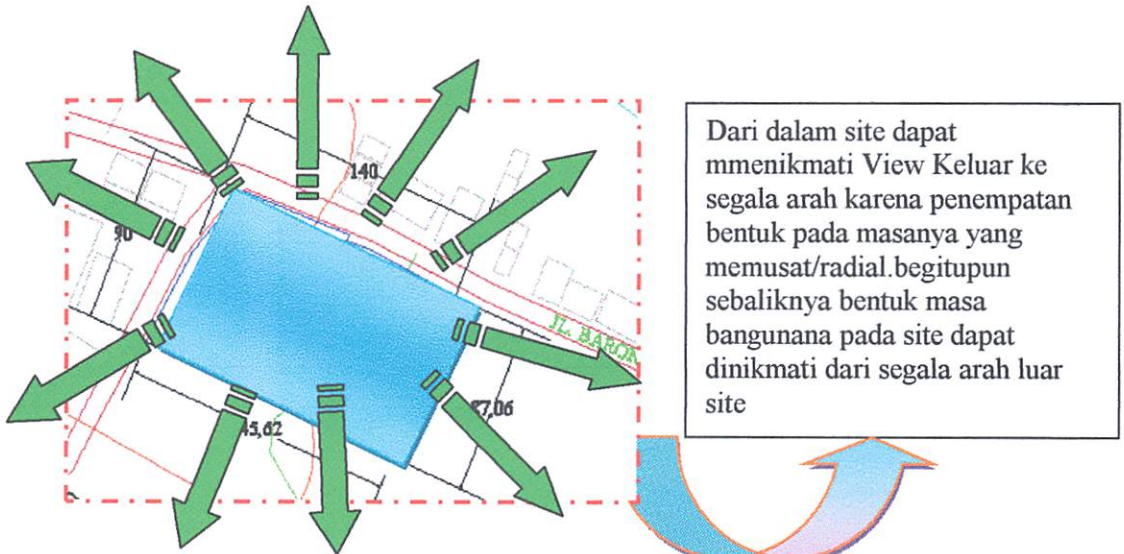 140
90
JL. BARON
87,06
45,62
Dari dalam site dapat
mmenikmati View Keluar ke
segala arah karena penempatan
bentuk pada masanya yang
memusat/radial.begitupun
sebaliknya bentuk masa
bangunana pada site dapat
dinikmati dari segala arah luar
site